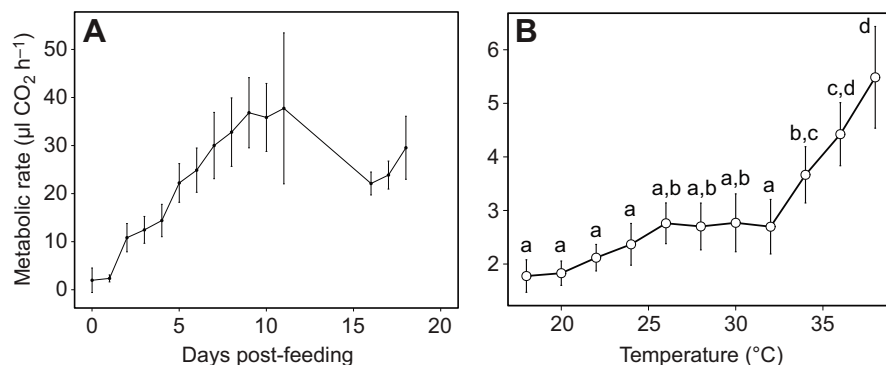 A
B
Metabolic rate (µl CO₂ h⁻¹)
50
40
30
20
10
0
0
5
10
15
20
Days post-feeding
6
5
4
3
2
a
a
a
a
a,b
a,b
a,b
a
b,c
c,d
d
20
25
30
35
Temperature (°C)